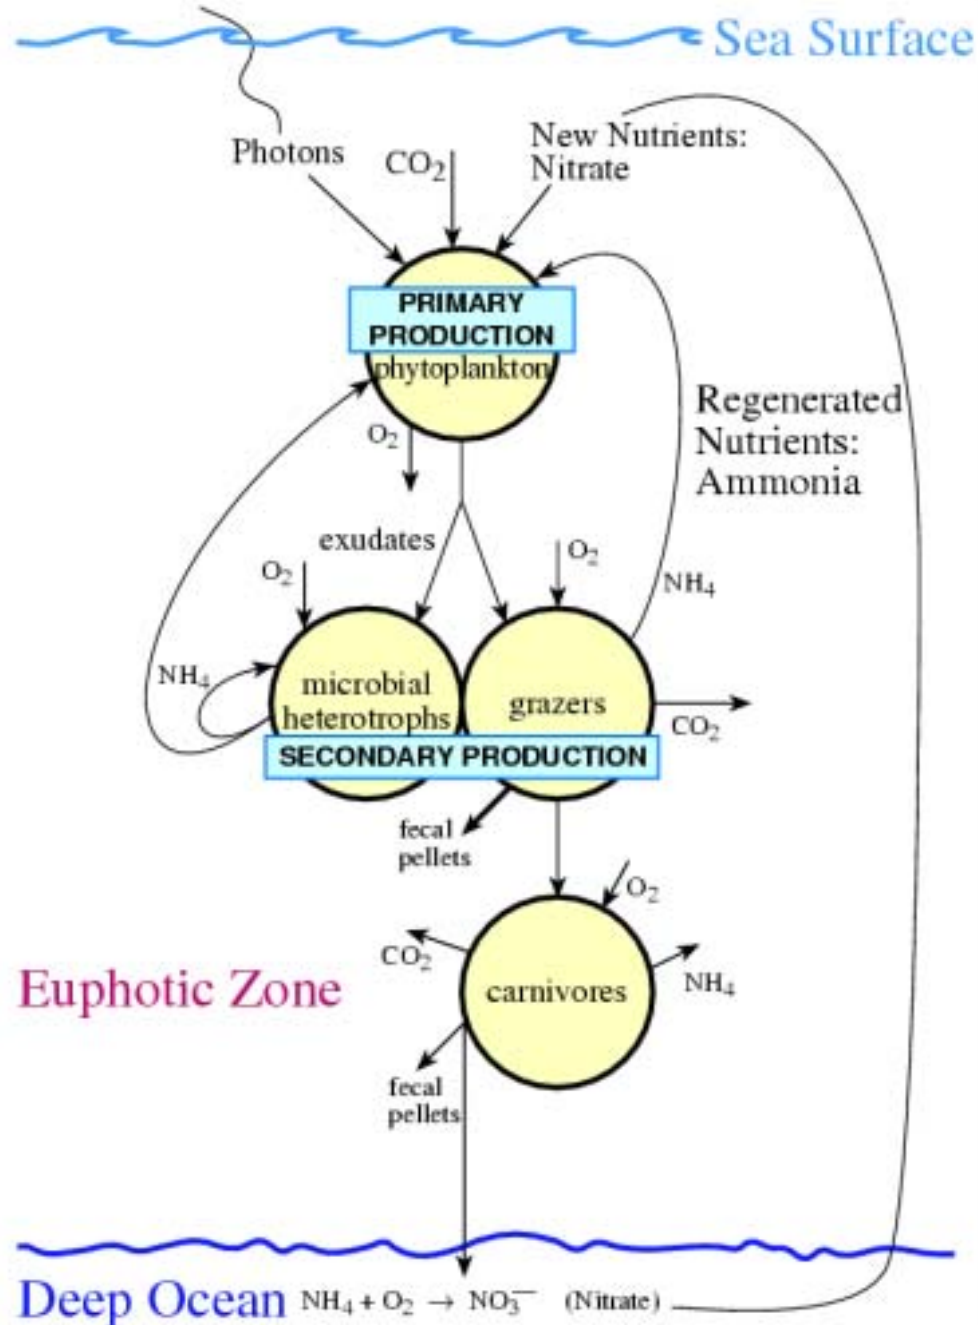 Sea Surface
Photons
CO2
New Nutrients:
Nitrate
PRIMARY
PRODUCTION
phytoplankton
O2
Regenerated
Nutrients:
Ammonia
exudates
O2
O2
NH4
NH4
microbial
heterotrophs
grazers
CO2
SECONDARY PRODUCTION
fecal
pellets
O2
CO2
NH4
Euphotic Zone
carnivores
fecal
pellets
Deep Ocean NH4 + O2 → NO3− (Nitrate)